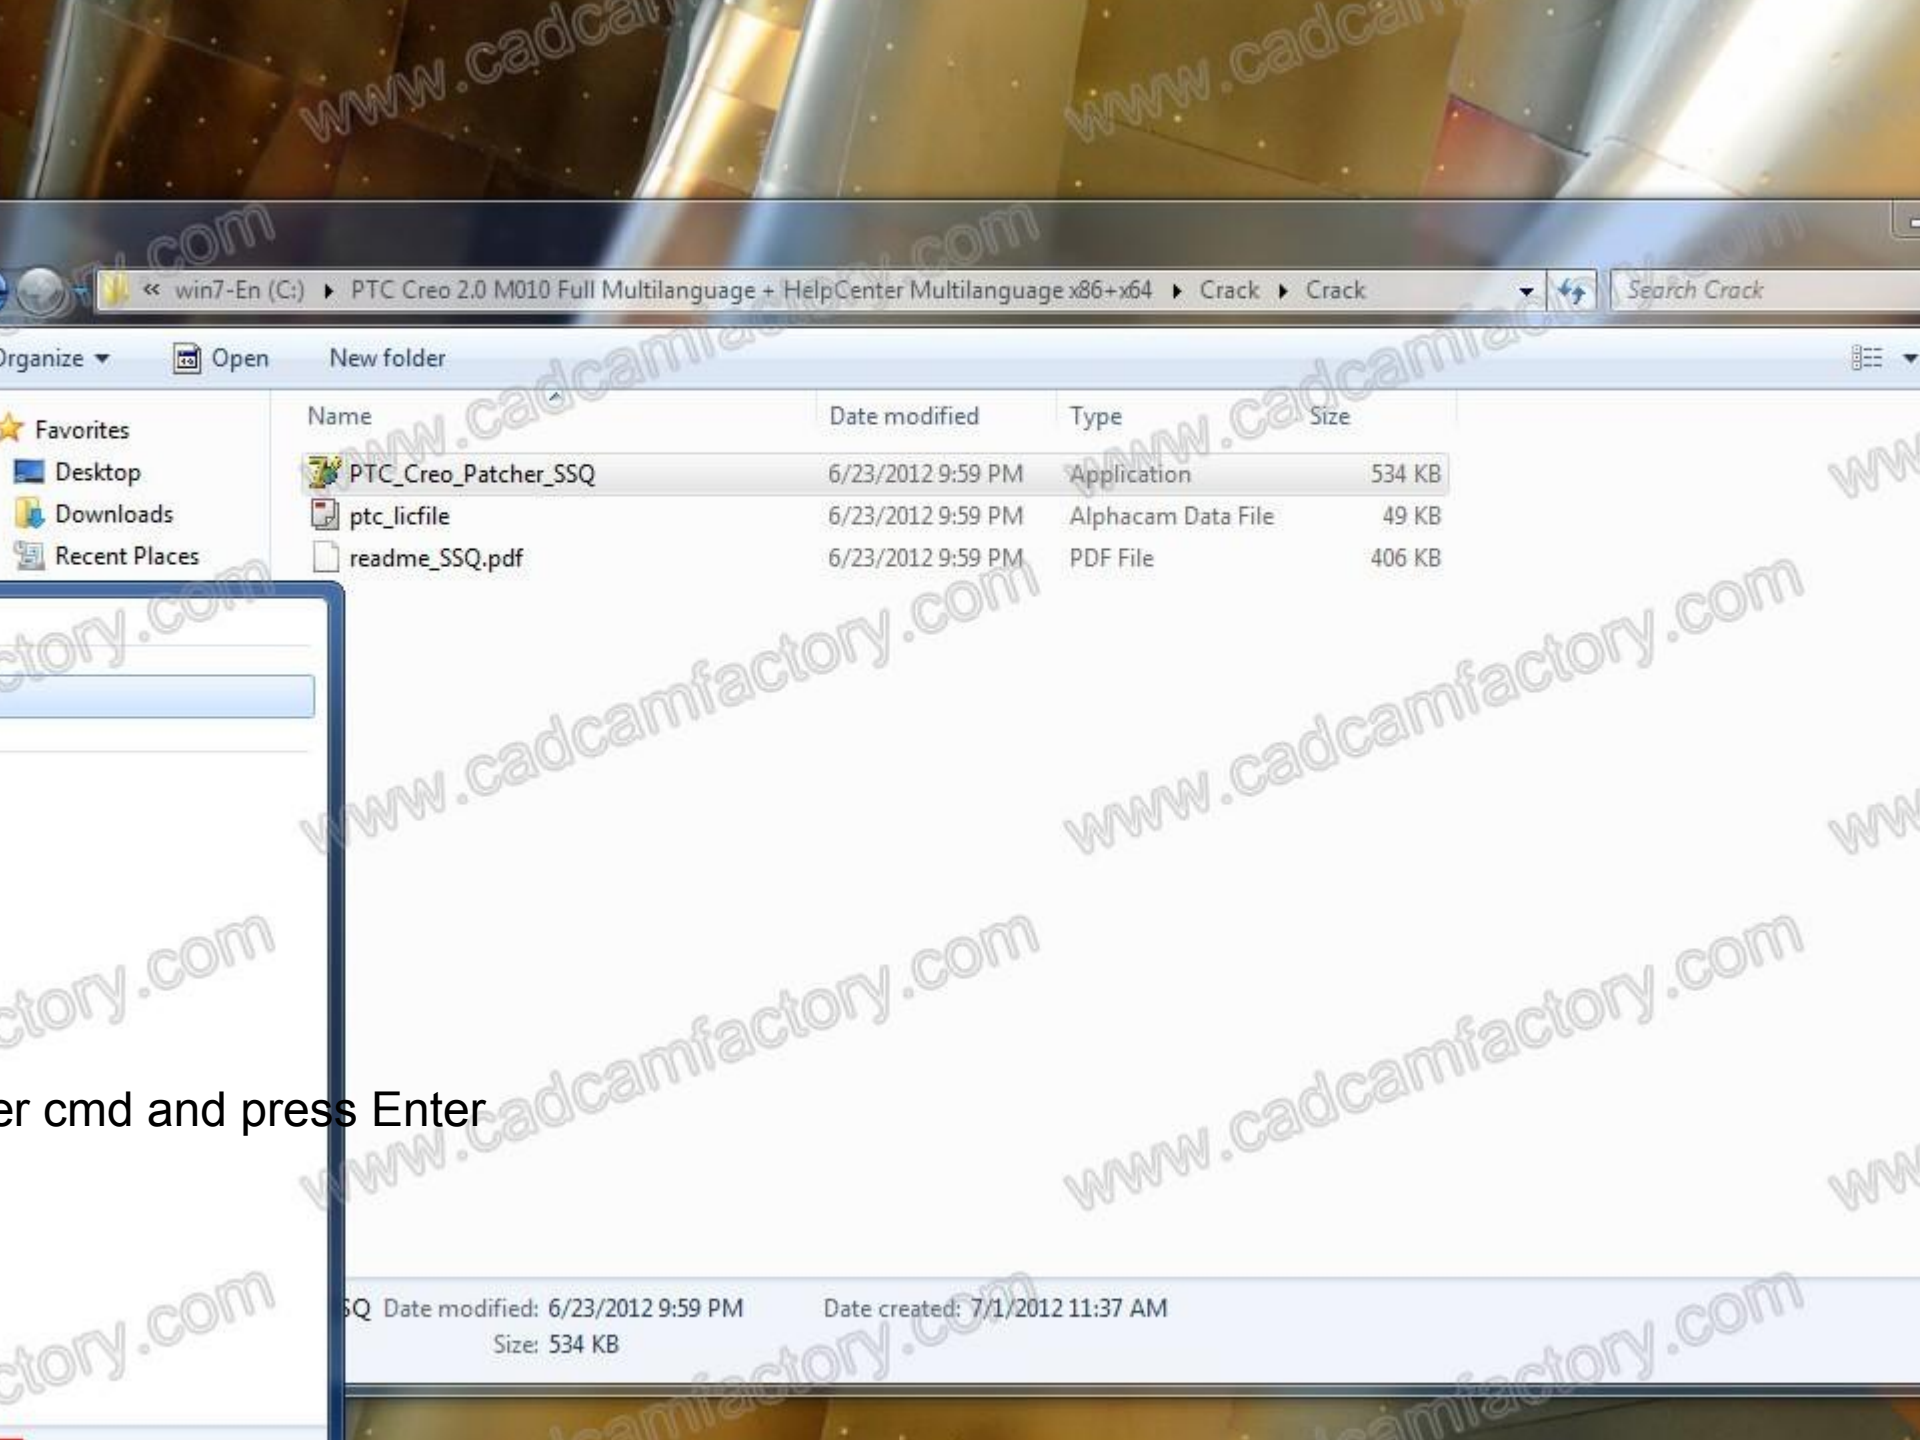 « win7-En (C:) ▸ PTC Creo 2.0 M010 Full Multilanguage + HelpCenter Multilanguage x86+x64 ▸ Crack ▸ Crack
Search Crack
Organize
Open
New folder
Favorites
Desktop
Downloads
Recent Places
Name Date modified Type Size
PTC_Creo_Patcher_SSQ 6/23/2012 9:59 PM Application 534 KB
ptc_licfile 6/23/2012 9:59 PM Alphacam Data File 49 KB
readme_SSQ.pdf 6/23/2012 9:59 PM PDF File 406 KB
er cmd and press Enter
SQ Date modified: 6/23/2012 9:59 PM Date created: 7/1/2012 11:37 AM
Size: 534 KB
www.cadcamfactory.com
www.cadcamfactory.com
www.cadcamfactory.com
www.cadcamfactory.com
www.cadcamfactory.com
www.cadcamfactory.com